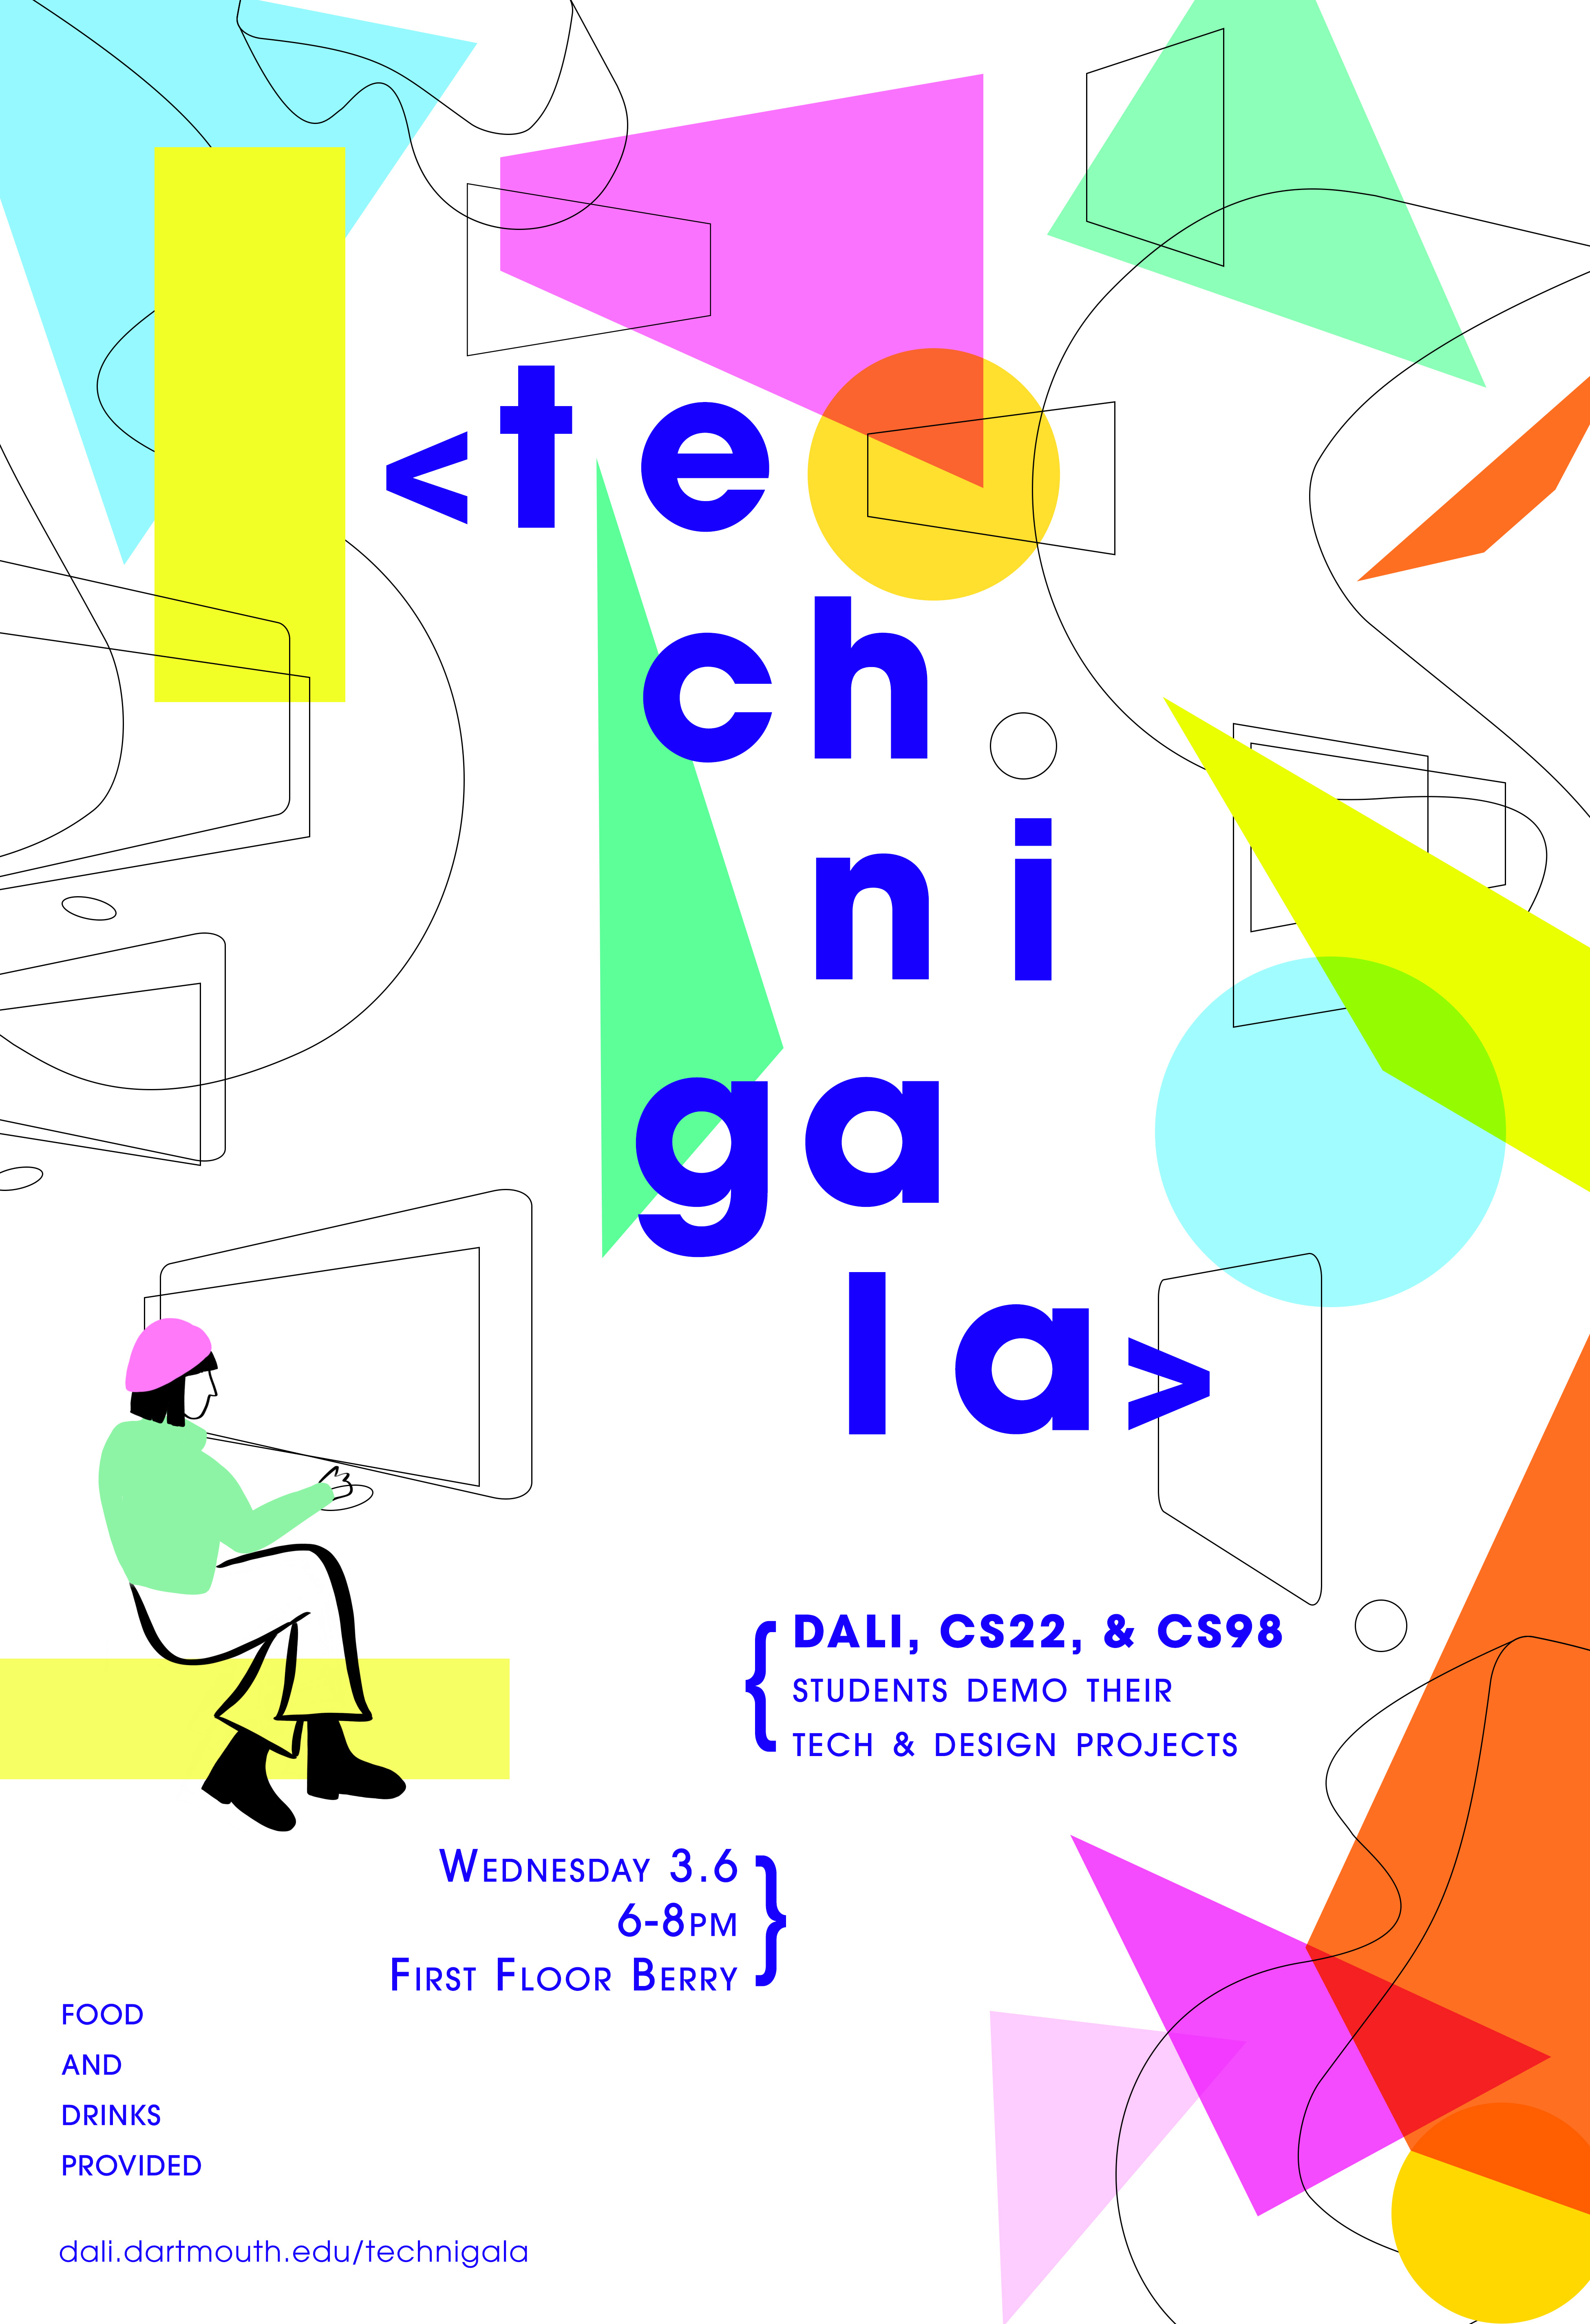 <te
ch
ni
ga
la>
DALI, CS22, & CS98
STUDENTS DEMO THEIR
TECH & DESIGN PROJECTS
WEDNESDAY 3.6
6-8PM
FIRST FLOOR BERRY
FOOD
AND
DRINKS
PROVIDED
dali.dartmouth.edu/technigala